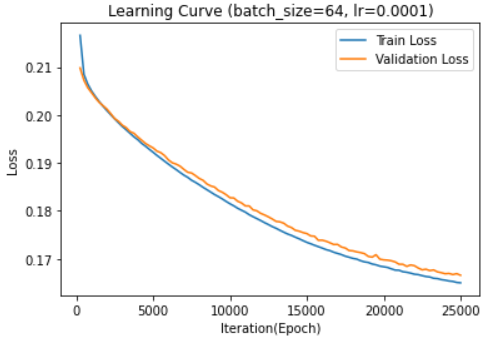 Learning Curve (batch_size=64, lr=0.0001)
Train Loss
Validation Loss
0.21
0.20
0.19
0.18
0.17
Loss
0 5000 10000 15000 20000 25000
Iteration(Epoch)